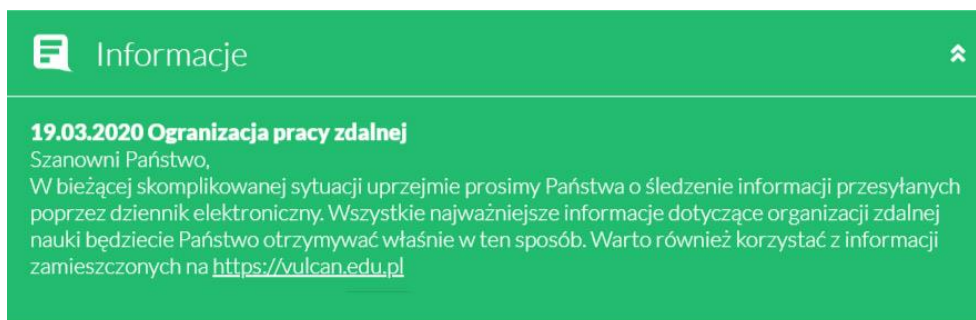 Informacje
19.03.2020 Ogranizacja pracy zdalnej
Szanowni Państwo,
W bieżącej skomplikowanej sytuacji uprzejmie prosimy Państwa o śledzenie informacji przesyłanych
poprzez dziennik elektroniczny. Wszystkie najważniejsze informacje dotyczące organizacji zdalnej
nauki będziecie Państwo otrzymywać właśnie w ten sposób. Warto również korzystać z informacji
zamieszczonych na https://vulcan.edu.pl